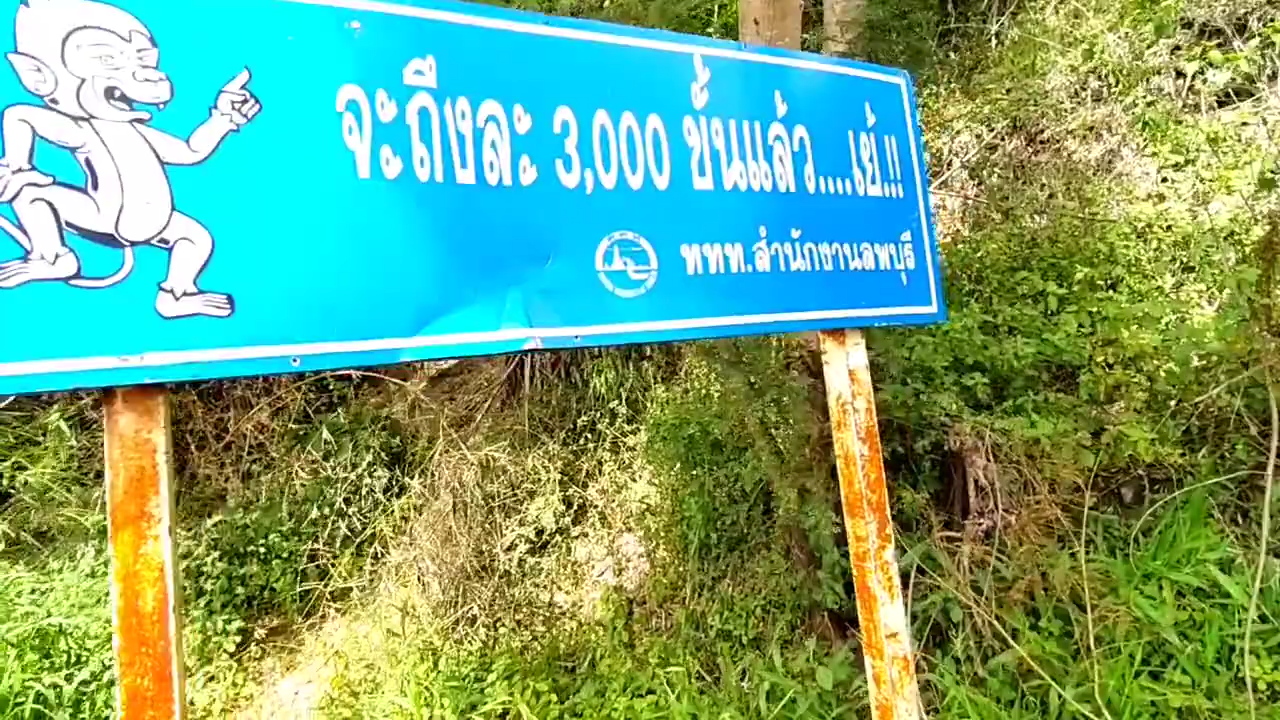 จะถึงละ 3,000 ขั้นแล้ว....เย้!!
ททท.สำนักงานลพบุรี